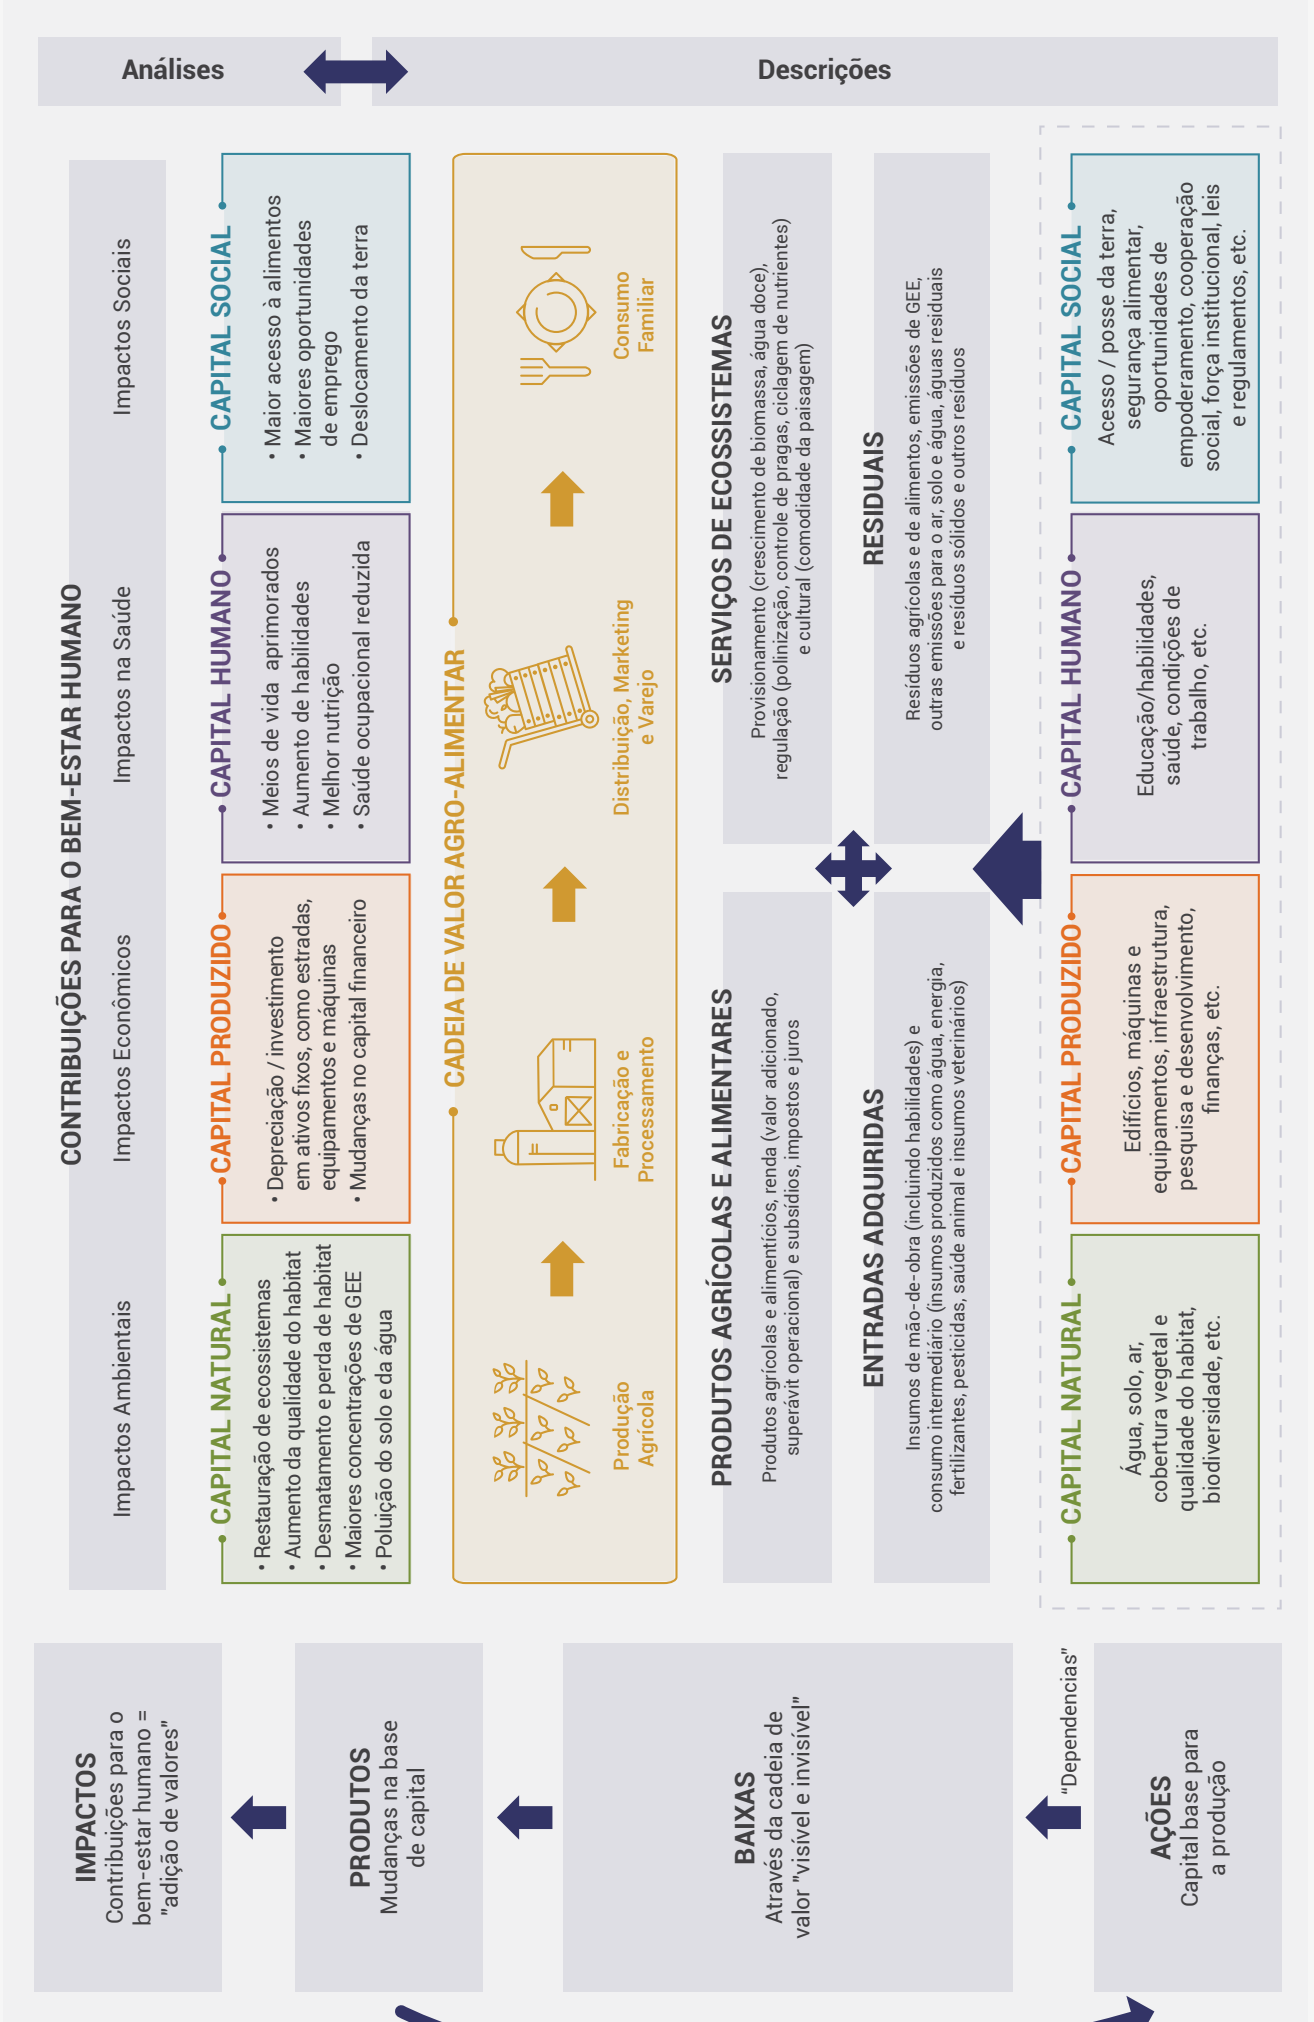 Análises
Descrições
IMPACTOS
Contribuições para o
bem-estar humano =
"adição de valores"
CONTRIBUIÇÕES PARA O BEM-ESTAR HUMANO
Impactos Ambientais
Impactos Econômicos
Impactos na Saúde
Impactos Sociais
PRODUTOS
Mudanças na base
de capital
CAPITAL NATURAL
• Restauração de ecossistemas
• Aumento da qualidade do habitat
• Desmatamento e perda de habitat
• Maiores concentrações de GEE
• Poluição do solo e da água
CAPITAL PRODUZIDO
• Depreciação / investimento
em ativos fixos, como estradas,
equipamentos e máquinas
• Mudanças no capital financeiro
CAPITAL HUMANO
• Meios de vida aprimorados
• Aumento de habilidades
• Melhor nutrição
• Saúde ocupacional reduzida
CAPITAL SOCIAL
• Maior acesso à alimentos
• Maiores oportunidades
de emprego
• Deslocamento da terra
BAIXAS
Através da cadeia de
valor "visível e invisível"
CADEIA DE VALOR AGRO-ALIMENTAR
Produção
Agrícola
Fabricação e
Processamento
Distribuição, Marketing
e Varejo
Consumo
Familiar
PRODUTOS AGRÍCOLAS E ALIMENTARES
Produtos agrícolas e alimentícios, renda (valor adicionado,
superávit operacional) e subsídios, impostos e juros
SERVIÇOS DE ECOSSISTEMAS
Provisionamento (crescimento de biomassa, água doce),
regulação (polinização, controle de pragas, ciclagem de nutrientes)
e cultural (comodidade da paisagem)
ENTRADAS ADQUIRIDAS
Insumos de mão-de-obra (incluindo habilidades) e
consumo intermediário (insumos produzidos como água, energia,
fertilizantes, pesticidas, saúde animal e insumos veterinários)
RESIDUAIS
Resíduos agrícolas e de alimentos, emissões de GEE,
outras emissões para o ar, solo e água, águas residuais
e resíduos sólidos e outros resíduos
"Dependencias"
AÇÕES
Capital base para
a produção
CAPITAL NATURAL
Água, solo, ar,
cobertura vegetal e
qualidade do habitat,
biodversidade, etc.
CAPITAL PRODUZIDO
Edifícios, máquinas e
equipamentos, infraestrutura,
pesquisa e desenvolvimento,
finanças, etc.
CAPITAL HUMANO
Educação/habilidades,
saúde, condições de
trabalho, etc.
CAPITAL SOCIAL
Acesso / posse da terra,
segurança alimentar,
oportunidades de
empoderamento, cooperação
social, força institucional, leis
e regulamentos, etc.